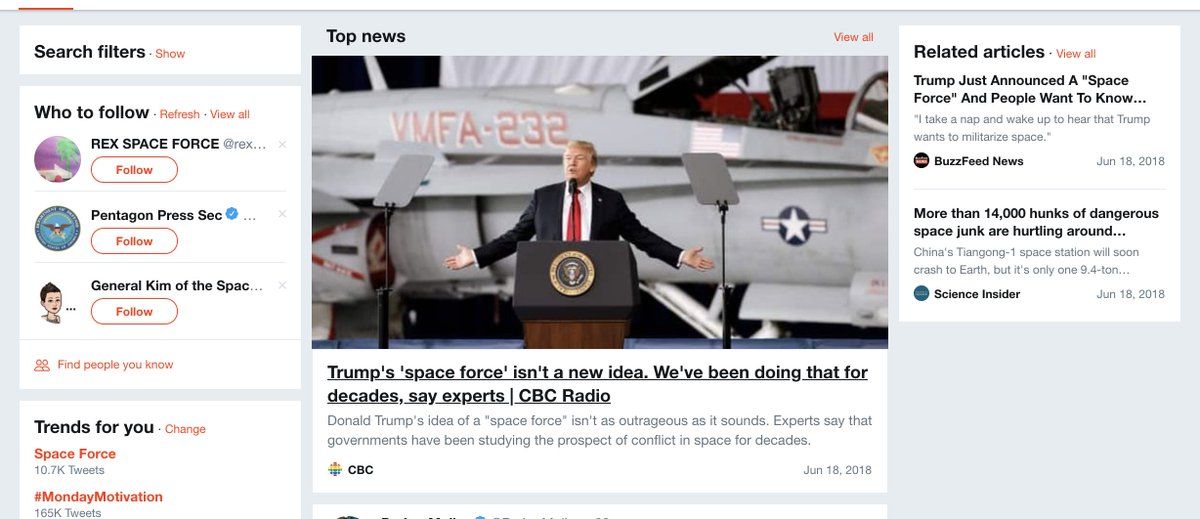 Search filters · Show
Who to follow · Refresh · View all
REX SPACE FORCE @rex...
Follow
Pentagon Press Sec ...
Follow
General Kim of the Spac...
Follow
Find people you know
Trends for you · Change
Space Force
10.7K Tweets
#MondayMotivation
165K Tweets
Top news
View all
VMFA-232
Trump's 'space force' isn't a new idea. We've been doing that for
decades, say experts | CBC Radio
Donald Trump's idea of a "space force" isn't as outrageous as it sounds. Experts say that
governments have been studying the prospect of conflict in space for decades.
CBC
Jun 18, 2018
Related articles · View all
Trump Just Announced A "Space
Force" And People Want To Know...
"I take a nap and wake up to hear that Trump
wants to militarize space."
BuzzFeed News
Jun 18, 2018
More than 14,000 hunks of dangerous
space junk are hurtling around...
China's Tiangong-1 space station will soon
crash to Earth, but it's only one 9.4-ton...
Science Insider
Jun 18, 2018